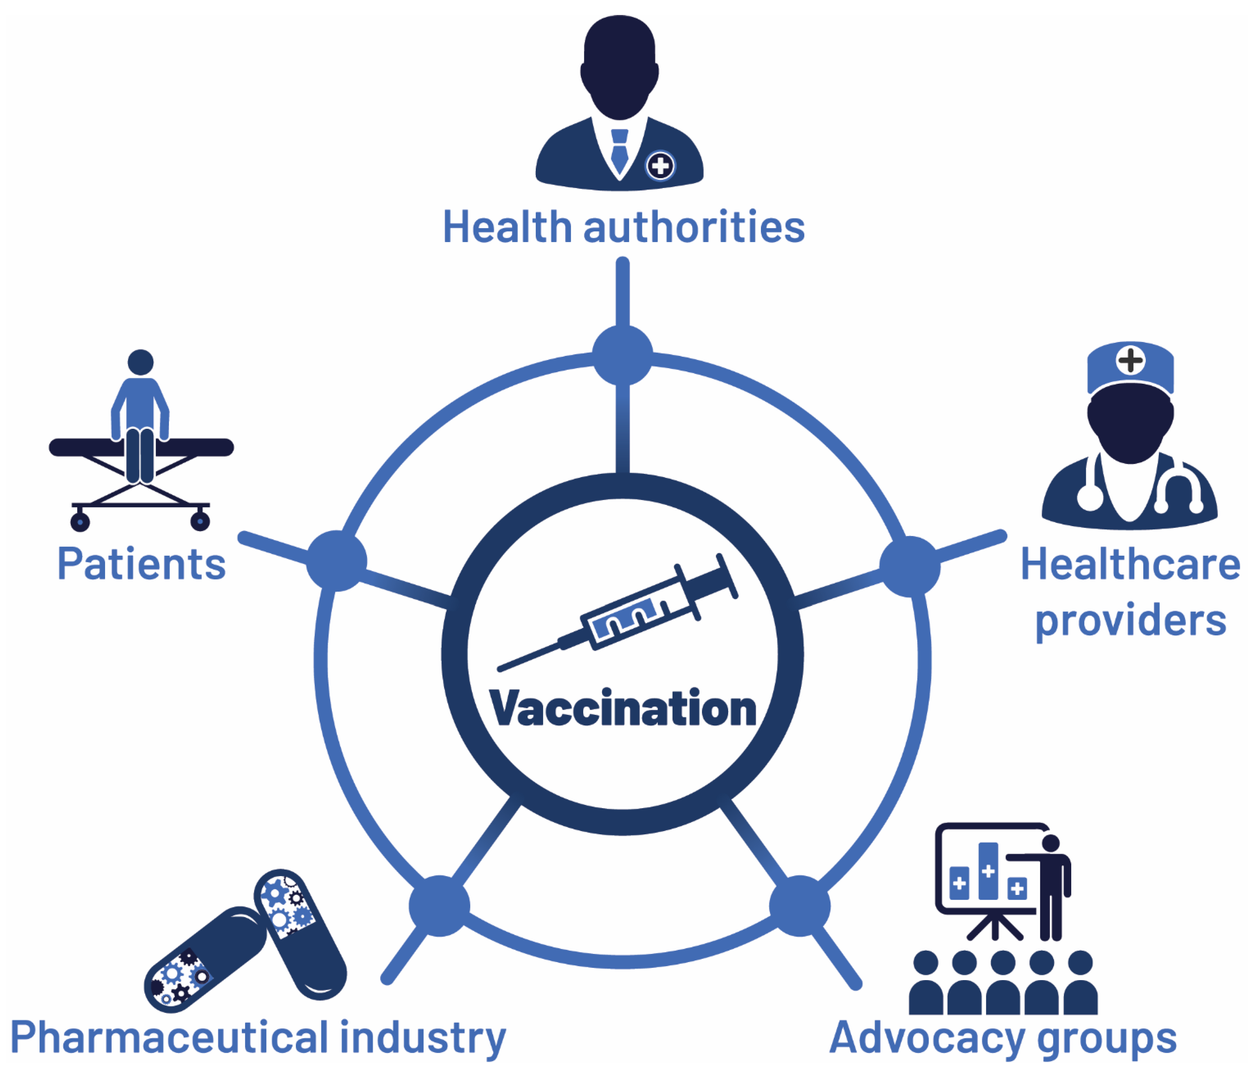 Health authorities
Patients
Healthcare
providers
Vaccination
Pharmaceutical industry
Advocacy groups